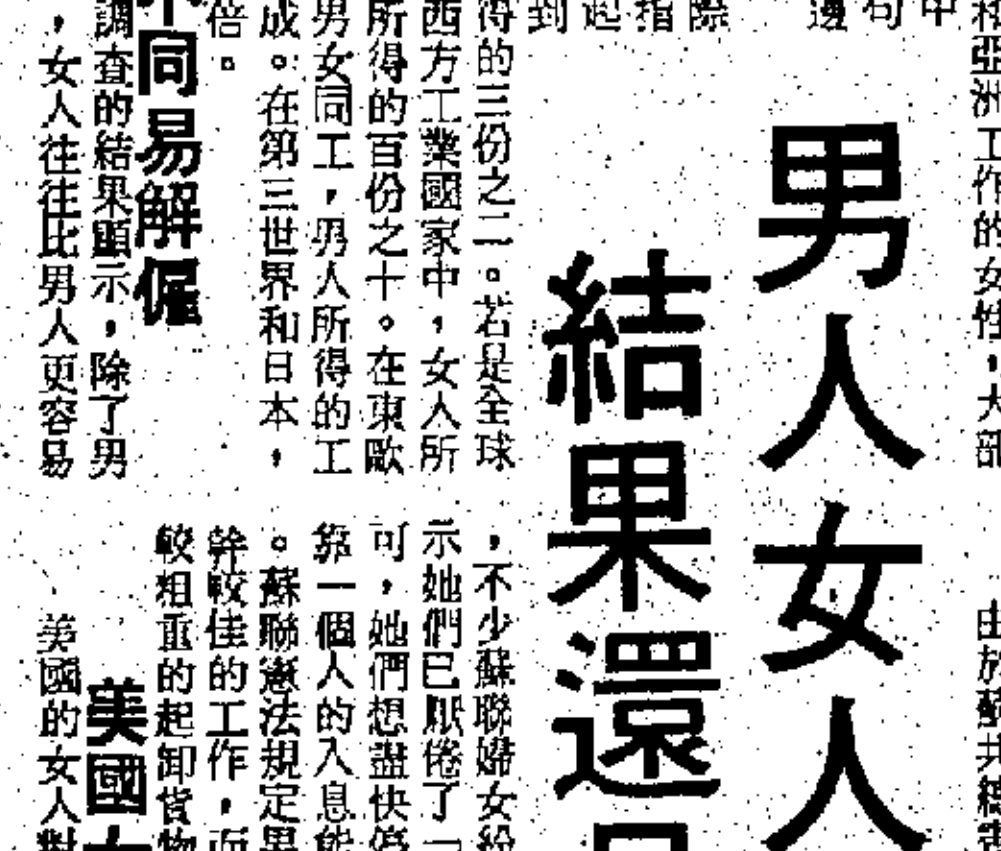 和亞洲工作的女性，大部
由於蘇共總書
中
句
邊
男人女人
結果還是
際
指
起
到
得的三份之二。若是全球
西方工業國家中，女人所
所得的百份之十。在東歐
男女同工，男人所得的工
成。在第三世界和日本，
倍。
不同易解僱
調查的結果顯示，除了男
，女人往往比男人更容易
，不少蘇聯婦女紛
示她們已厭倦了一
可，她們想盡快
靠一個人的入息能
。蘇聯憲法規定男
幹較佳的工作，而
較粗重的起卸貨物
美國女
美國的女人對